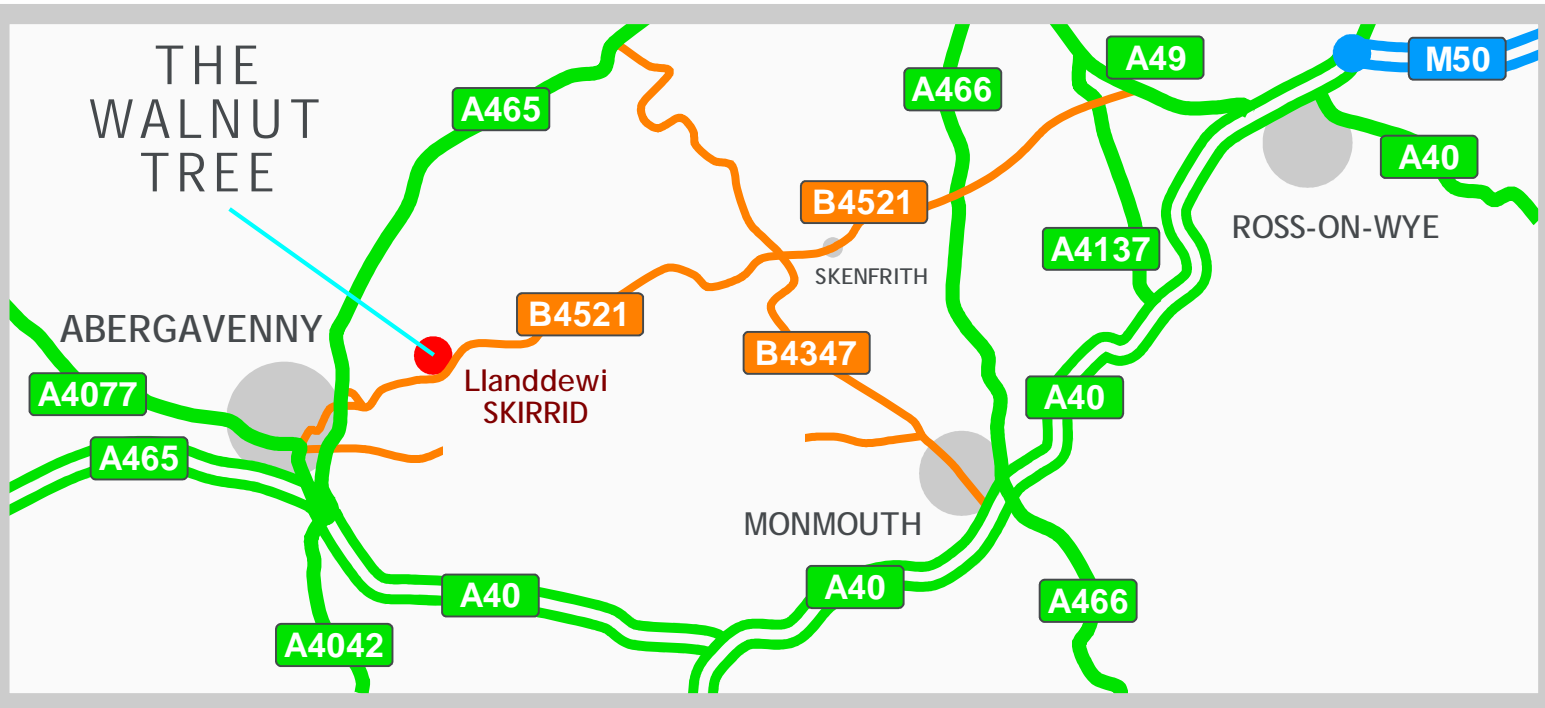 THE
WALNUT
TREE
A465
A466
A49
M50
A40
B4521
ROSS-ON-WYE
A4137
SKENFRITH
B4521
ABERGAVENNY
B4347
Llanddewi
SKIRRID
A4077
A40
A465
MONMOUTH
A40
A40
A466
A4042